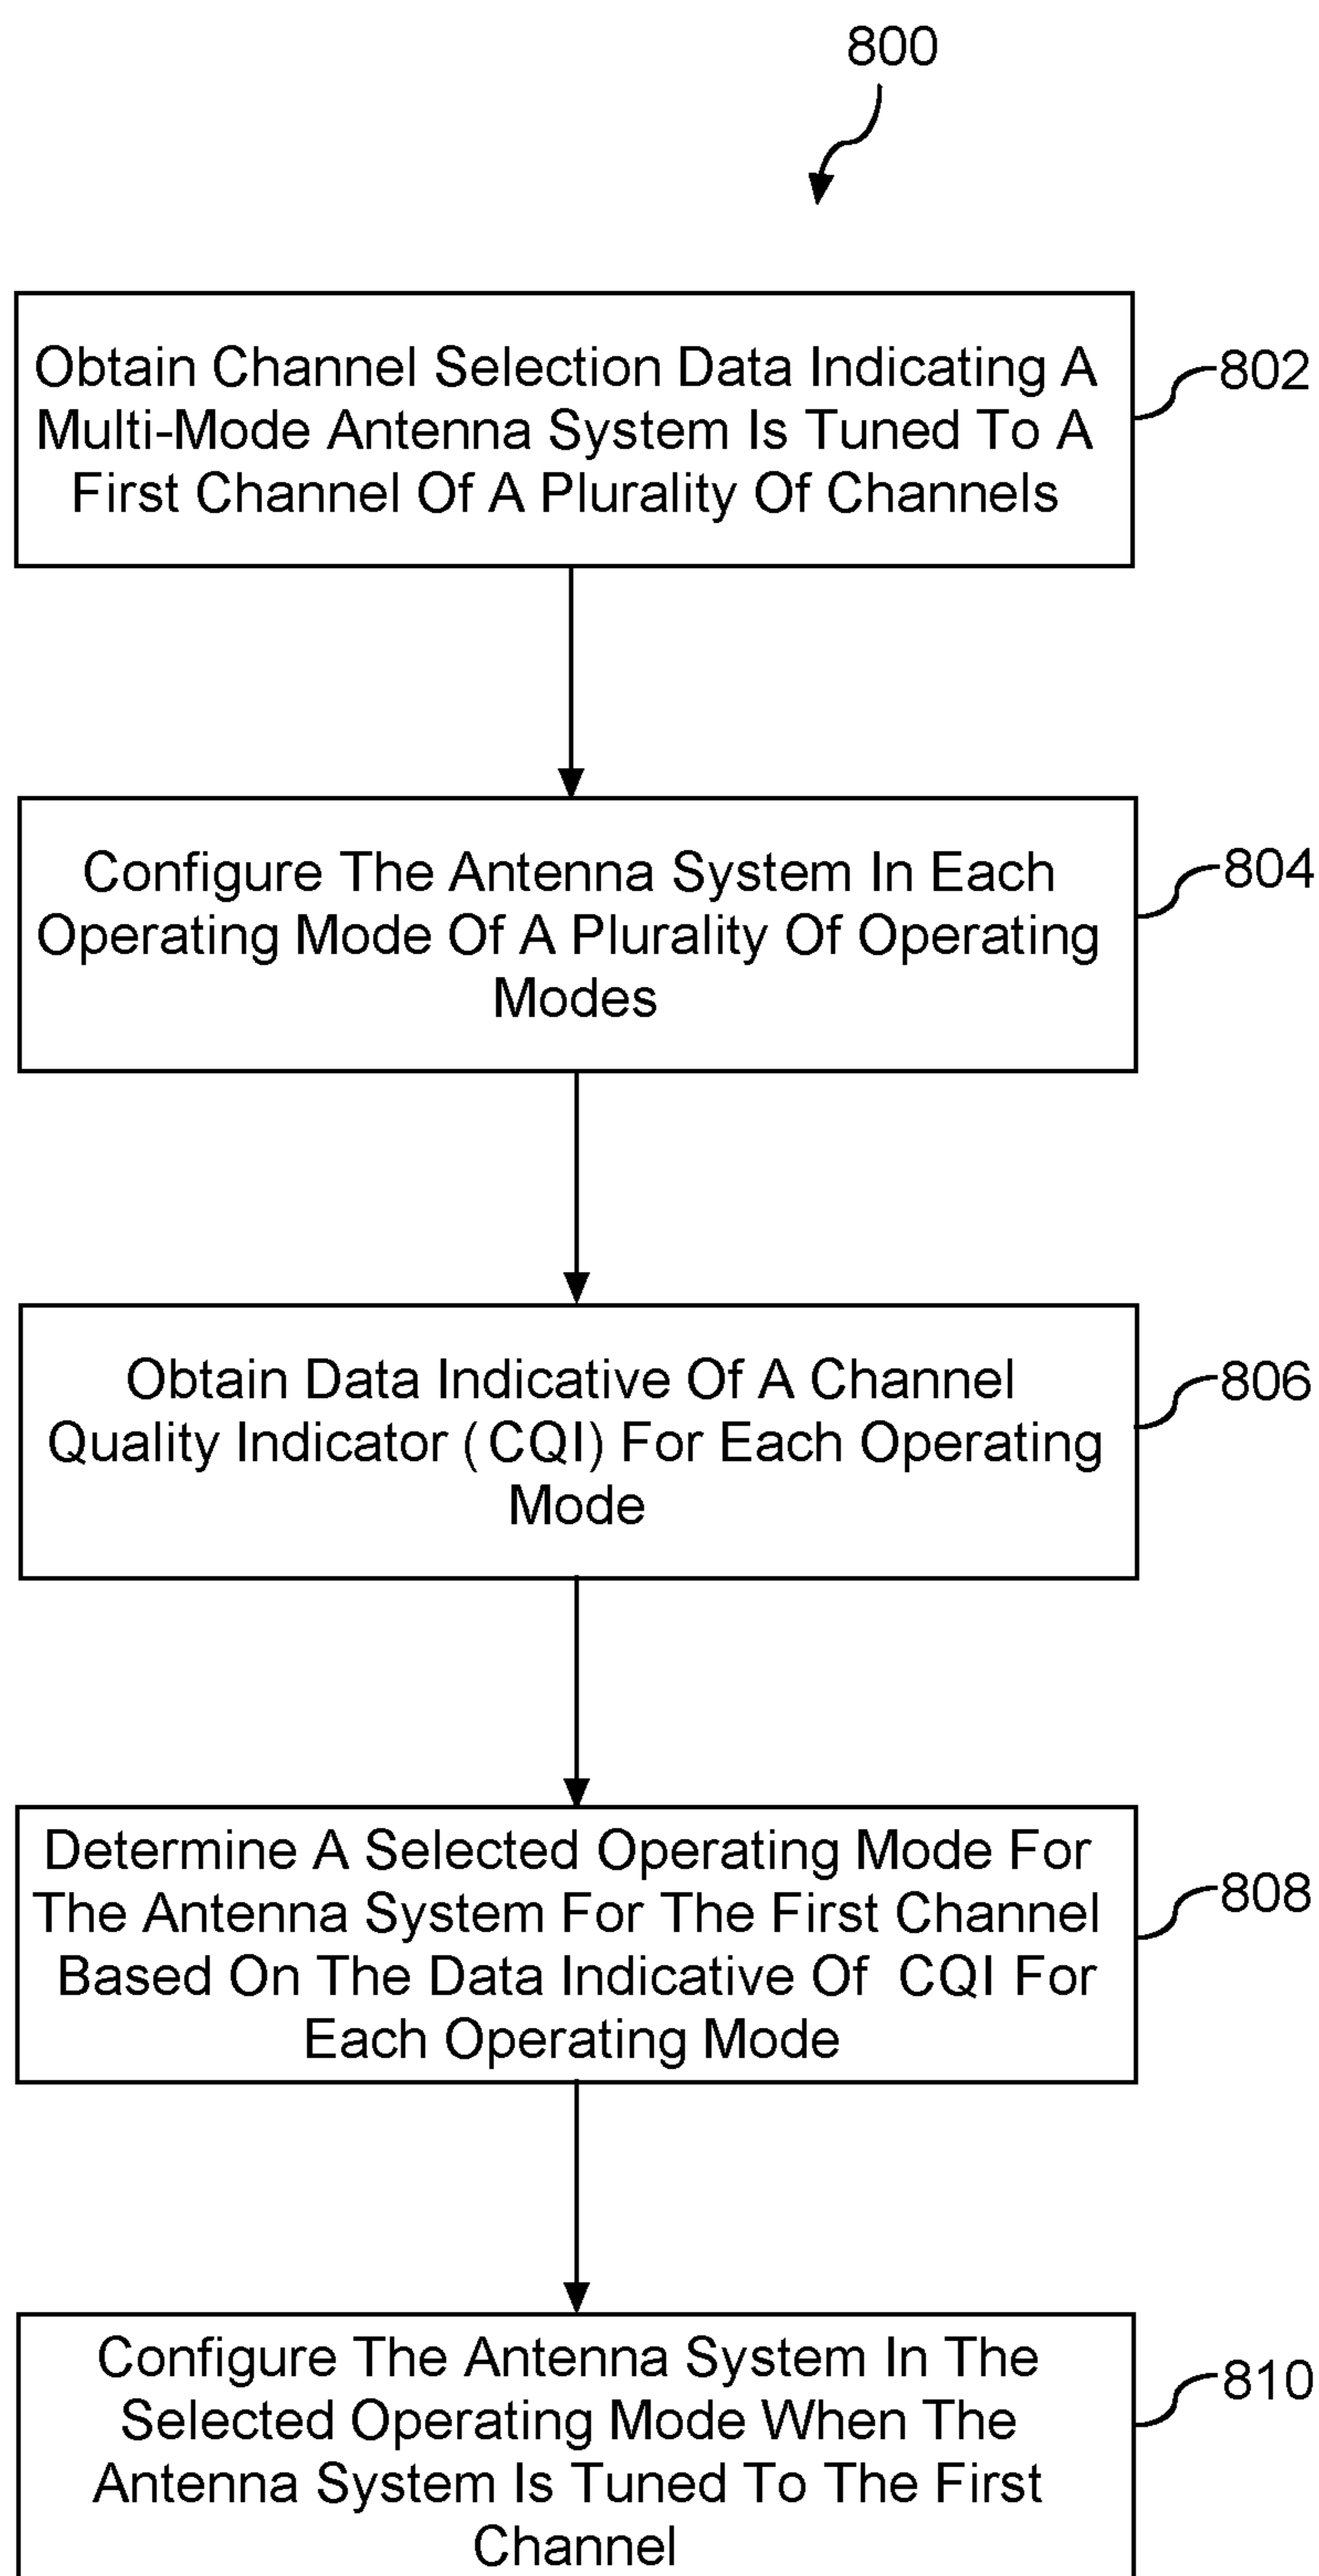 800
Obtain Channel Selection Data Indicating A
Multi-Mode Antenna System Is Tuned To A
First Channel Of A Plurality Of Channels
802
Configure The Antenna System In Each
Operating Mode Of A Plurality Of Operating
Modes
804
Obtain Data Indicative Of A Channel
Quality Indicator (CQI) For Each Operating
Mode
806
Determine A Selected Operating Mode For
The Antenna System For The First Channel
Based On The Data Indicative Of CQI For
Each Operating Mode
808
Configure The Antenna System In The
Selected Operating Mode When The
Antenna System Is Tuned To The First
Channel
810